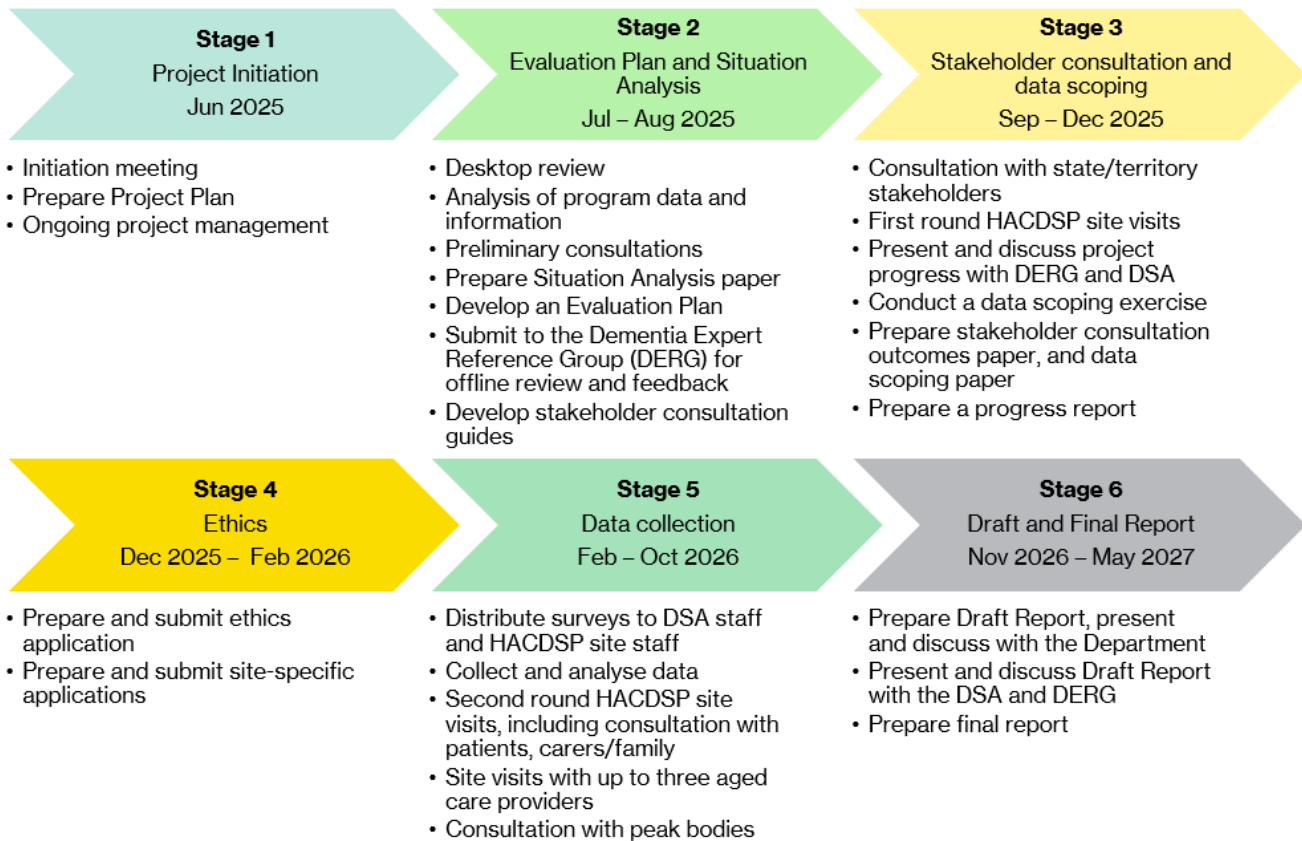 Stage 1
Project Initiation
Jun 2025
• Initiation meeting
• Prepare Project Plan
• Ongoing project management
Stage 2
Evaluation Plan and Situation
Analysis
Jul – Aug 2025
• Desktop review
• Analysis of program data and
information
• Preliminary consultations
• Prepare Situation Analysis paper
• Develop an Evaluation Plan
• Submit to the Dementia Expert
Reference Group (DERG) for
offline review and feedback
• Develop stakeholder consultation
guides
Stage 3
Stakeholder consultation and
data scoping
Sep – Dec 2025
• Consultation with state/territory
stakeholders
• First round HACDSP site visits
• Present and discuss project
progress with DERG and DSA
• Conduct a data scoping exercise
• Prepare stakeholder consultation
outcomes paper, and data
scoping paper
• Prepare a progress report
Stage 4
Ethics
Dec 2025 – Feb 2026
• Prepare and submit ethics
application
• Prepare and submit site-specific
applications
Stage 5
Data collection
Feb – Oct 2026
• Distribute surveys to DSA staff
and HACDSP site staff
• Collect and analyse data
• Second round HACDSP site
visits, including consultation with
patients, carers/family
• Site visits with up to three aged
care providers
• Consultation with peak bodies
Stage 6
Draft and Final Report
Nov 2026 – May 2027
• Prepare Draft Report, present
and discuss with the Department
• Present and discuss Draft Report
with the DSA and DERG
• Prepare final report